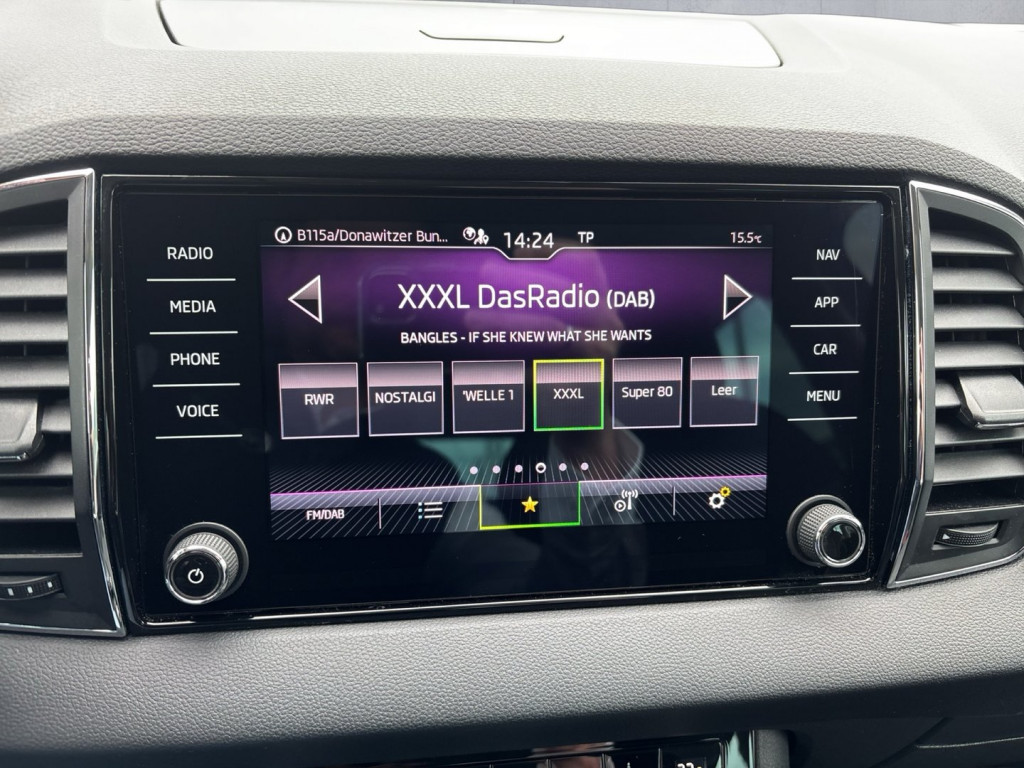 B115a/Donawitzer Bun... 14:24 TP 15.5°C
RADIO
MEDIA
PHONE
VOICE
XXXL DasRadio (DAB)
BANGLES - IF SHE KNEW WHAT SHE WANTS
RWR NOSTALGI 'WELLE 1 XXXL Super 80 Leer
FM/DAB
NAV
APP
CAR
MENU